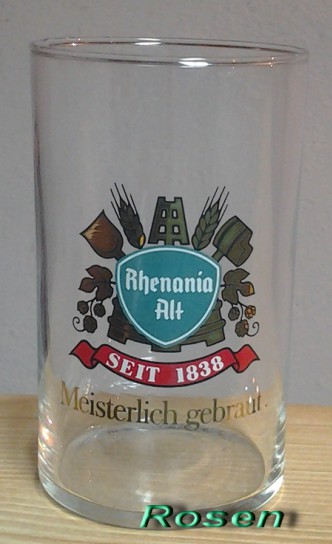 Rhenania
Alt
SEIT 1838
Meisterlich gebraut.
Rosen